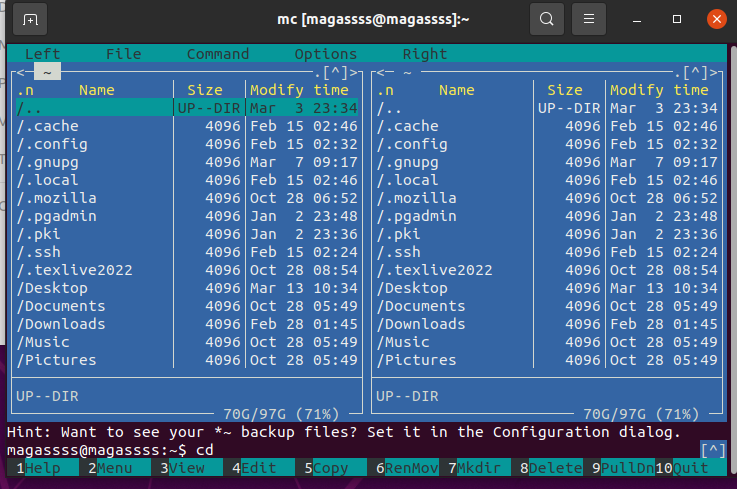 mc [magassss@magassss]:~
Left File Command Options Right
<- ~ .[^]> <- ~ .[^]>
.n Name Size Modify time .n Name Size Modify time
/.. UP--DIR Mar 3 23:34 /.. UP--DIR Mar 3 23:34
/.cache 4096 Feb 15 02:46 /.cache 4096 Feb 15 02:46
/.config 4096 Feb 15 02:32 /.config 4096 Feb 15 02:32
/.gnupg 4096 Mar 7 09:17 /.gnupg 4096 Mar 7 09:17
/.local 4096 Feb 15 02:46 /.local 4096 Feb 15 02:46
/.mozilla 4096 Oct 28 06:52 /.mozilla 4096 Oct 28 06:52
/.pgadmin 4096 Jan 2 23:48 /.pgadmin 4096 Jan 2 23:48
/.pki 4096 Jan 2 23:36 /.pki 4096 Jan 2 23:36
/.ssh 4096 Feb 15 02:24 /.ssh 4096 Feb 15 02:24
/.texlive2022 4096 Oct 28 08:54 /.texlive2022 4096 Oct 28 08:54
/Desktop 4096 Mar 13 10:34 /Desktop 4096 Mar 13 10:34
/Documents 4096 Oct 28 05:49 /Documents 4096 Oct 28 05:49
/Downloads 4096 Feb 28 01:45 /Downloads 4096 Feb 28 01:45
/Music 4096 Oct 28 05:49 /Music 4096 Oct 28 05:49
/Pictures 4096 Oct 28 05:49 /Pictures 4096 Oct 28 05:49
UP--DIR UP--DIR
70G/97G (71%) 70G/97G (71%)
Hint: Want to see your *~ backup files? Set it in the Configuration dialog.
magassss@magassss:~$ cd [^]
1Help 2Menu 3View 4Edit 5Copy 6RenMov 7Mkdir 8Delete 9PullDn 10Quit